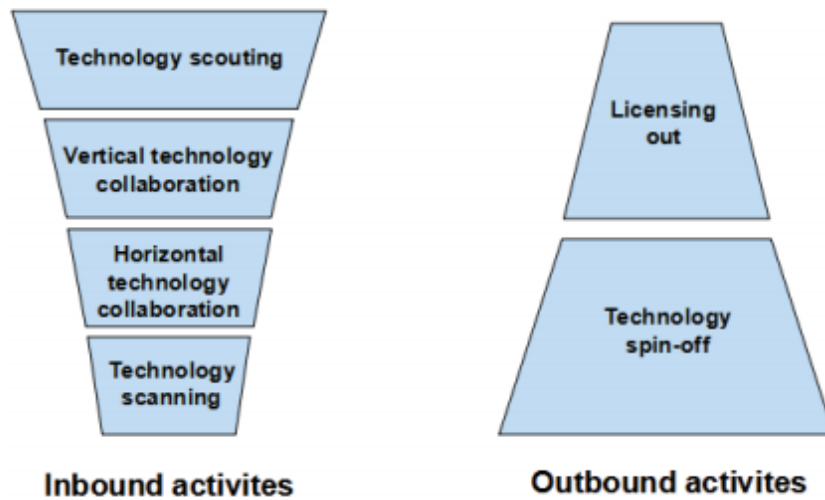 Technology scouting
Vertical technology
collaboration
Horizontal
technology
collaboration
Technology
scanning
Inbound activites
Licensing
out
Technology
spin-off
Outbound activites